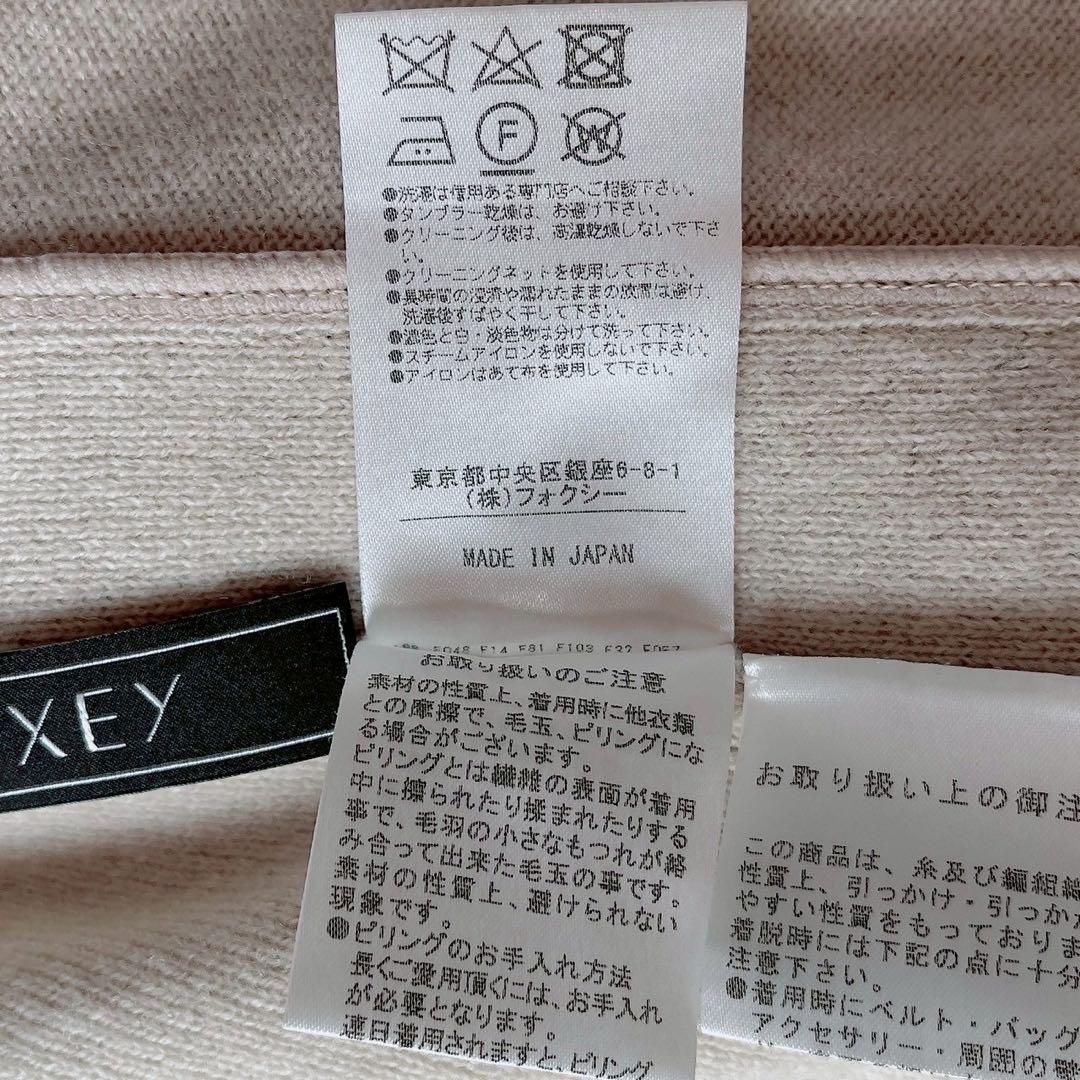 F
W
●洗濯は信用ある専門店へご相談下さい。
●タンブラー乾燥は、お避け下さい。
●クリーニング後は、高温乾燥しないで下さ
い。
●クリーニングネットを使用して下さい。
●長時間の浸漬や濡れたままの放置は避け、
洗濯後すばやく干して下さい。
●濃色と白・淡色物は分けて洗って下さい。
●スチームアイロンを使用しないで下さい。
●アイロンはあて布を使用して下さい。
東京都中央区銀座6-8-1
(株)フォクシー
MADE IN JAPAN
XEY
お取り扱いのご注意
素材の性質上、着用時に他衣類
との摩擦で、毛玉、ピリングにな
る場合がございます。
ピリングとは繊維の表面が着用
中に擦られたり揉まれたりする
事で、毛羽の小さなもつれが絡
み合って出来た毛玉の事です。
素材の性質上、避けられない
現象です。
●ピリングのお手入れ方法
長くご愛用頂くには、お手入れ
が必要となります。
連日着用されますと、ピリング
お取り扱い上の御注
この商品は、糸及び編組織
性質上、引っかけ・引っか
やすい性質をもっておりま
着脱時には下記の点に十分
注意下さい。
●着用時にベルト・バッグ
アクセサリー・周囲の壁